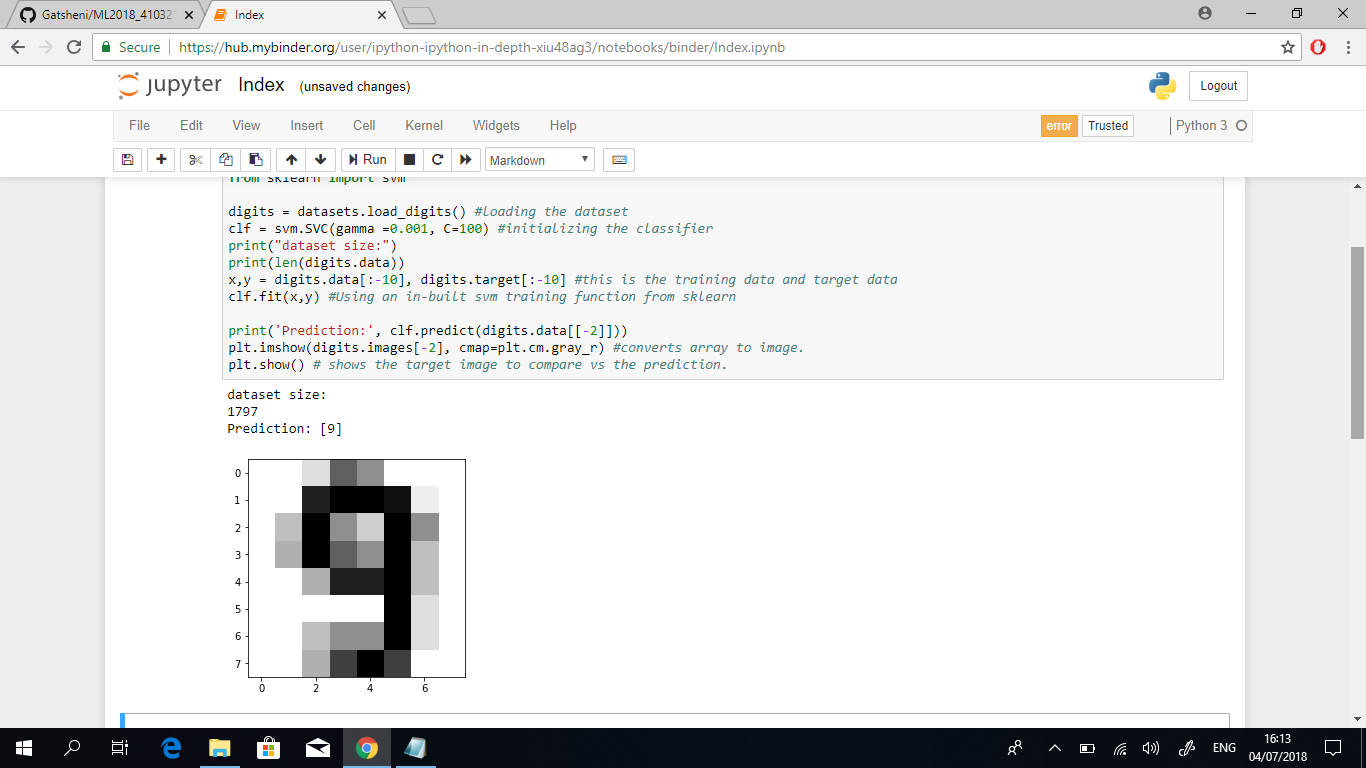 Gatsheni/ML2018_41032
Index
Secure https://hub.mybinder.org/user/ipython-ipython-in-depth-xiu48ag3/notebooks/binder/Index.ipynb
jupyter Index (unsaved changes)
Logout
File Edit View Insert Cell Kernel Widgets Help
error Trusted Python 3
Run
Markdown
from sklearn import svm
digits = datasets.load_digits() #loading the dataset
clf = svm.SVC(gamma =0.001, C=100) #initializing the classifier
print("dataset size:")
print(len(digits.data))
x,y = digits.data[:-10], digits.target[:-10] #this is the training data and target data
clf.fit(x,y) #Using an in-built svm training function from sklearn
print('Prediction:', clf.predict(digits.data[[-2]]))
plt.imshow(digits.images[-2], cmap=plt.cm.gray_r) #converts array to image.
plt.show() # shows the target image to compare vs the prediction.
dataset size:
1797
Prediction: [9]
0
1
2
3
4
5
6
7
0 2 4 6
ENG
16:13
04/07/2018